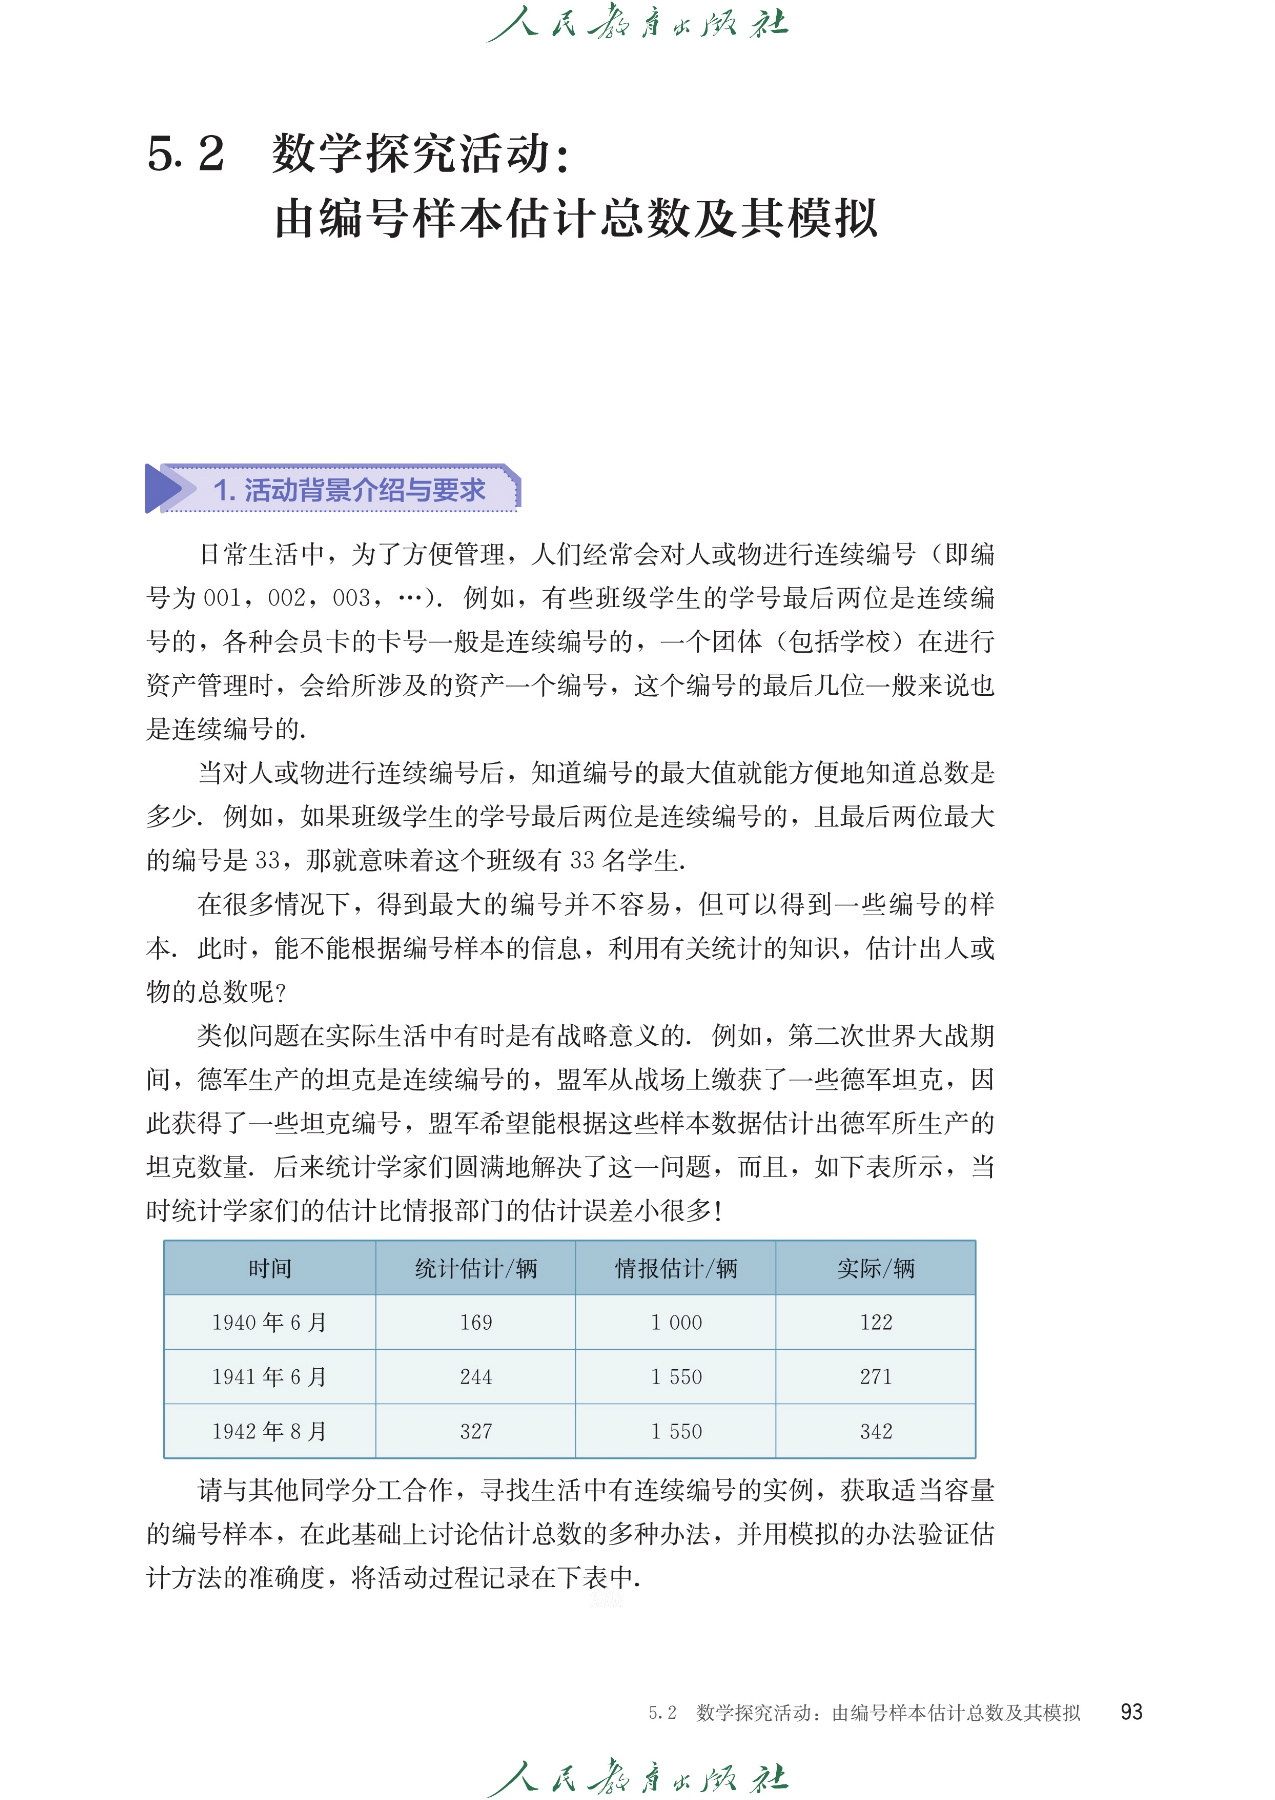 人民教育出版社
5.2 数学探究活动：
由编号样本估计总数及其模拟
1. 活动背景介绍与要求
日常生活中，为了方便管理，人们经常会对人或物进行连续编号（即编
号为 001，002，003，…）. 例如，有些班级学生的学号最后两位是连续编
号的，各种会员卡的卡号一般是连续编号的，一个团体（包括学校）在进行
资产管理时，会给所涉及的资产一个编号，这个编号的最后几位一般来说也
是连续编号的.
当对人或物进行连续编号后，知道编号的最大值就能方便地知道总数是
多少. 例如，如果班级学生的学号最后两位是连续编号的，且最后两位最大
的编号是 33，那就意味着这个班级有 33 名学生.
在很多情况下，得到最大的编号并不容易，但可以得到一些编号的样
本. 此时，能不能根据编号样本的信息，利用有关统计的知识，估计出人或
物的总数呢？
类似问题在实际生活中有时是有战略意义的. 例如，第二次世界大战期
间，德军生产的坦克是连续编号的，盟军从战场上缴获了一些德军坦克，因
此获得了一些坦克编号，盟军希望能根据这些样本数据估计出德军所生产的
坦克数量. 后来统计学家们圆满地解决了这一问题，而且，如下表所示，当
时统计学家们的估计比情报部门的估计误差小很多！
时间 统计估计/辆 情报估计/辆 实际/辆
1940 年 6 月 169 1 000 122
1941 年 6 月 244 1 550 271
1942 年 8 月 327 1 550 342
请与其他同学分工合作，寻找生活中有连续编号的实例，获取适当容量
的编号样本，在此基础上讨论估计总数的多种办法，并用模拟的办法验证估
计方法的准确度，将活动过程记录在下表中.
5.2 数学探究活动：由编号样本估计总数及其模拟 93
人民教育出版社